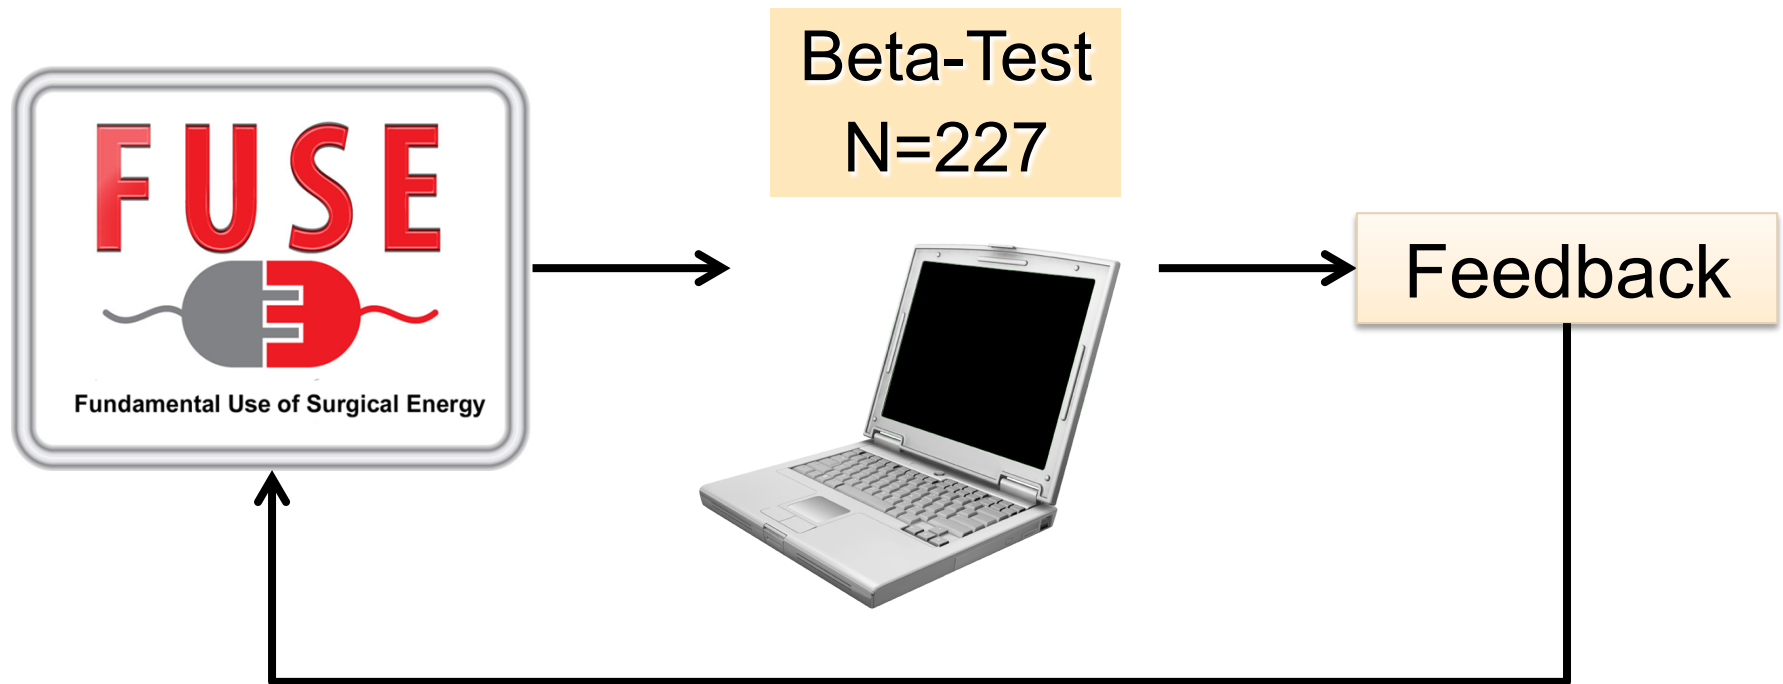 Beta-Test
N=227
FUSE
Fundamental Use of Surgical Energy
Feedback